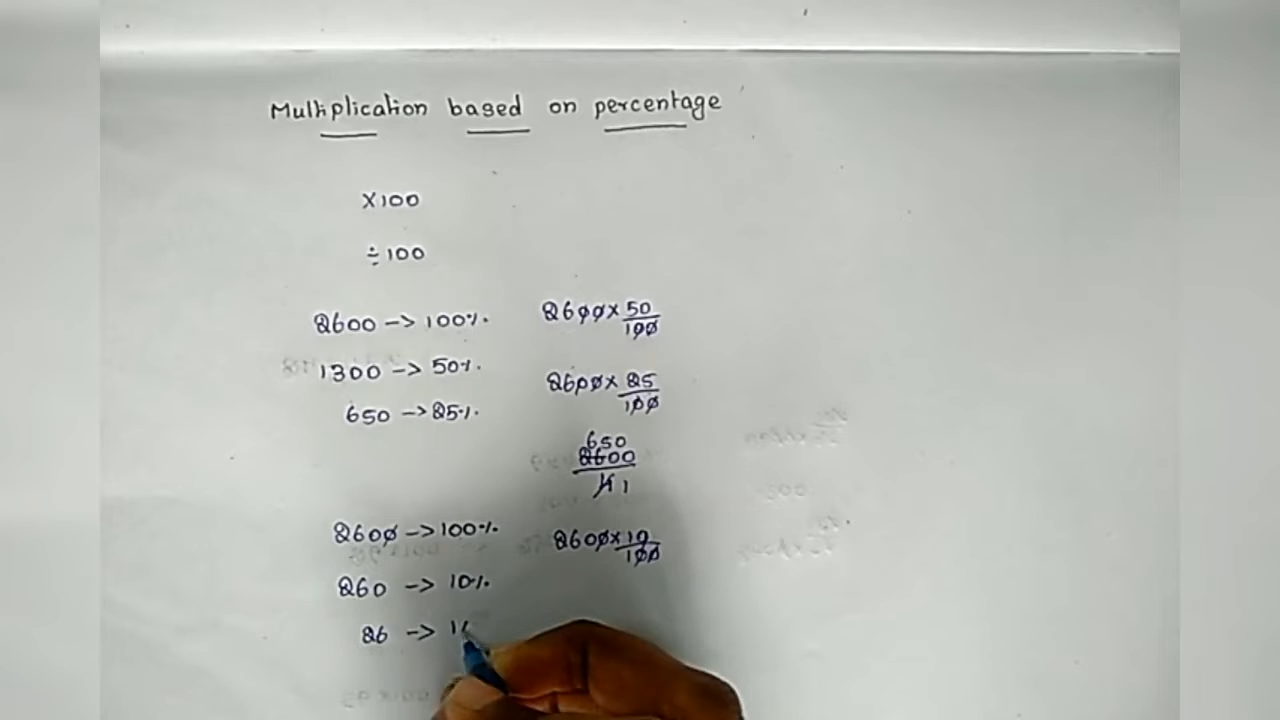 Multiplication based on percentage
×100
÷100
2600 -> 100% 2600 × 50/100
1300 -> 50%
2600 × 25/100
650 -> 25%
650
2600
4 1
2600 -> 100% 2600 × 10/100
260 -> 10%
26 -> 1